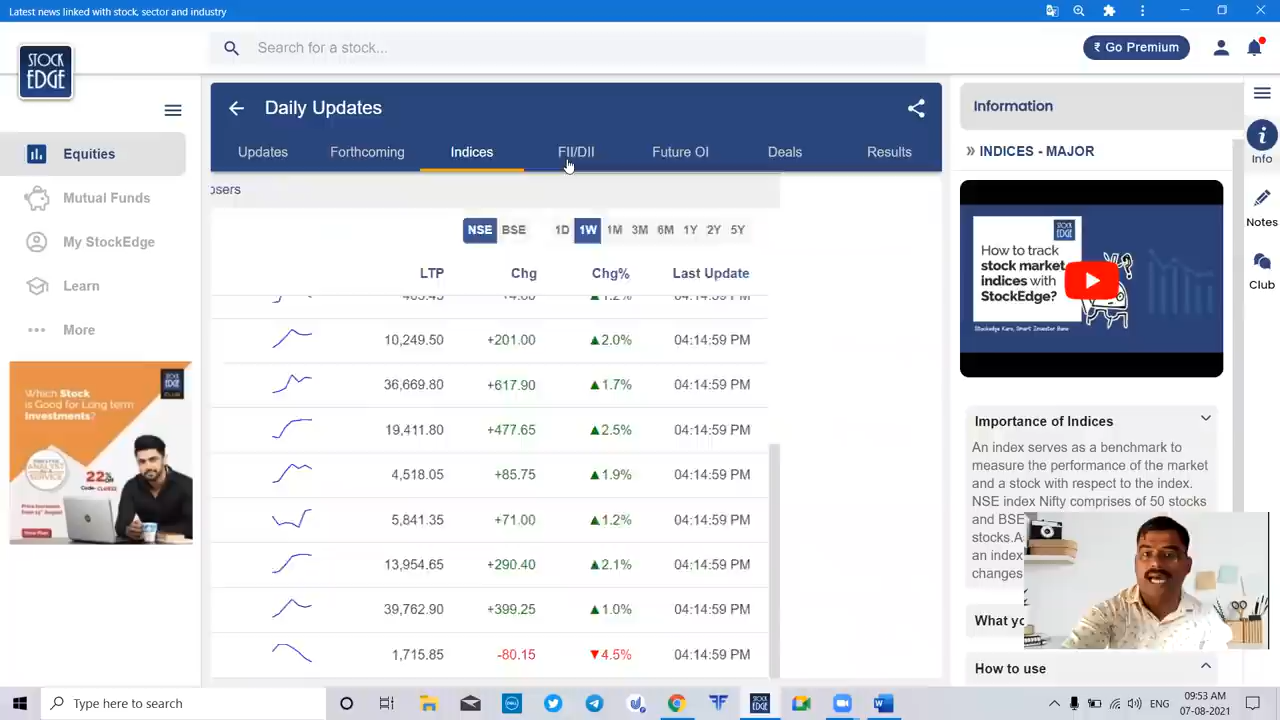 Latest news linked with stock, sector and industry
STOCK
EDGE
Search for a stock...
₹ Go Premium
Equities
Mutual Funds
My StockEdge
Learn
More
Which Stock
is Good for Long term
Investments?
STOCK
EDGE
22%
Daily Updates
Updates Forthcoming Indices FII/DII Future OI Deals Results
osers
NSE BSE 1D 1W 1M 3M 6M 1Y 2Y 5Y
LTP Chg Chg% Last Update
10,249.50 +201.00 ▲2.0% 04:14:59 PM
36,669.80 +617.90 ▲1.7% 04:14:59 PM
19,411.80 +477.65 ▲2.5% 04:14:59 PM
4,518.05 +85.75 ▲1.9% 04:14:59 PM
5,841.35 +71.00 ▲1.2% 04:14:59 PM
13,954.65 +290.40 ▲2.1% 04:14:59 PM
39,762.90 +399.25 ▲1.0% 04:14:59 PM
1,715.85 -80.15 ▼4.5% 04:14:59 PM
Information
» INDICES - MAJOR
STOCK
EDGE
How to track
stock market
indices with
StockEdge?
StockEdge Karo, Smart Investor Bano
Importance of Indices
An index serves as a benchmark to
measure the performance of the market
and a stock with respect to the index.
NSE index Nifty comprises of 50 stocks
and BSE
stocks.A
an index
changes
What yo
How to use
Info
Notes
Club
Type here to search
ENG
09:53 AM
07-08-2021